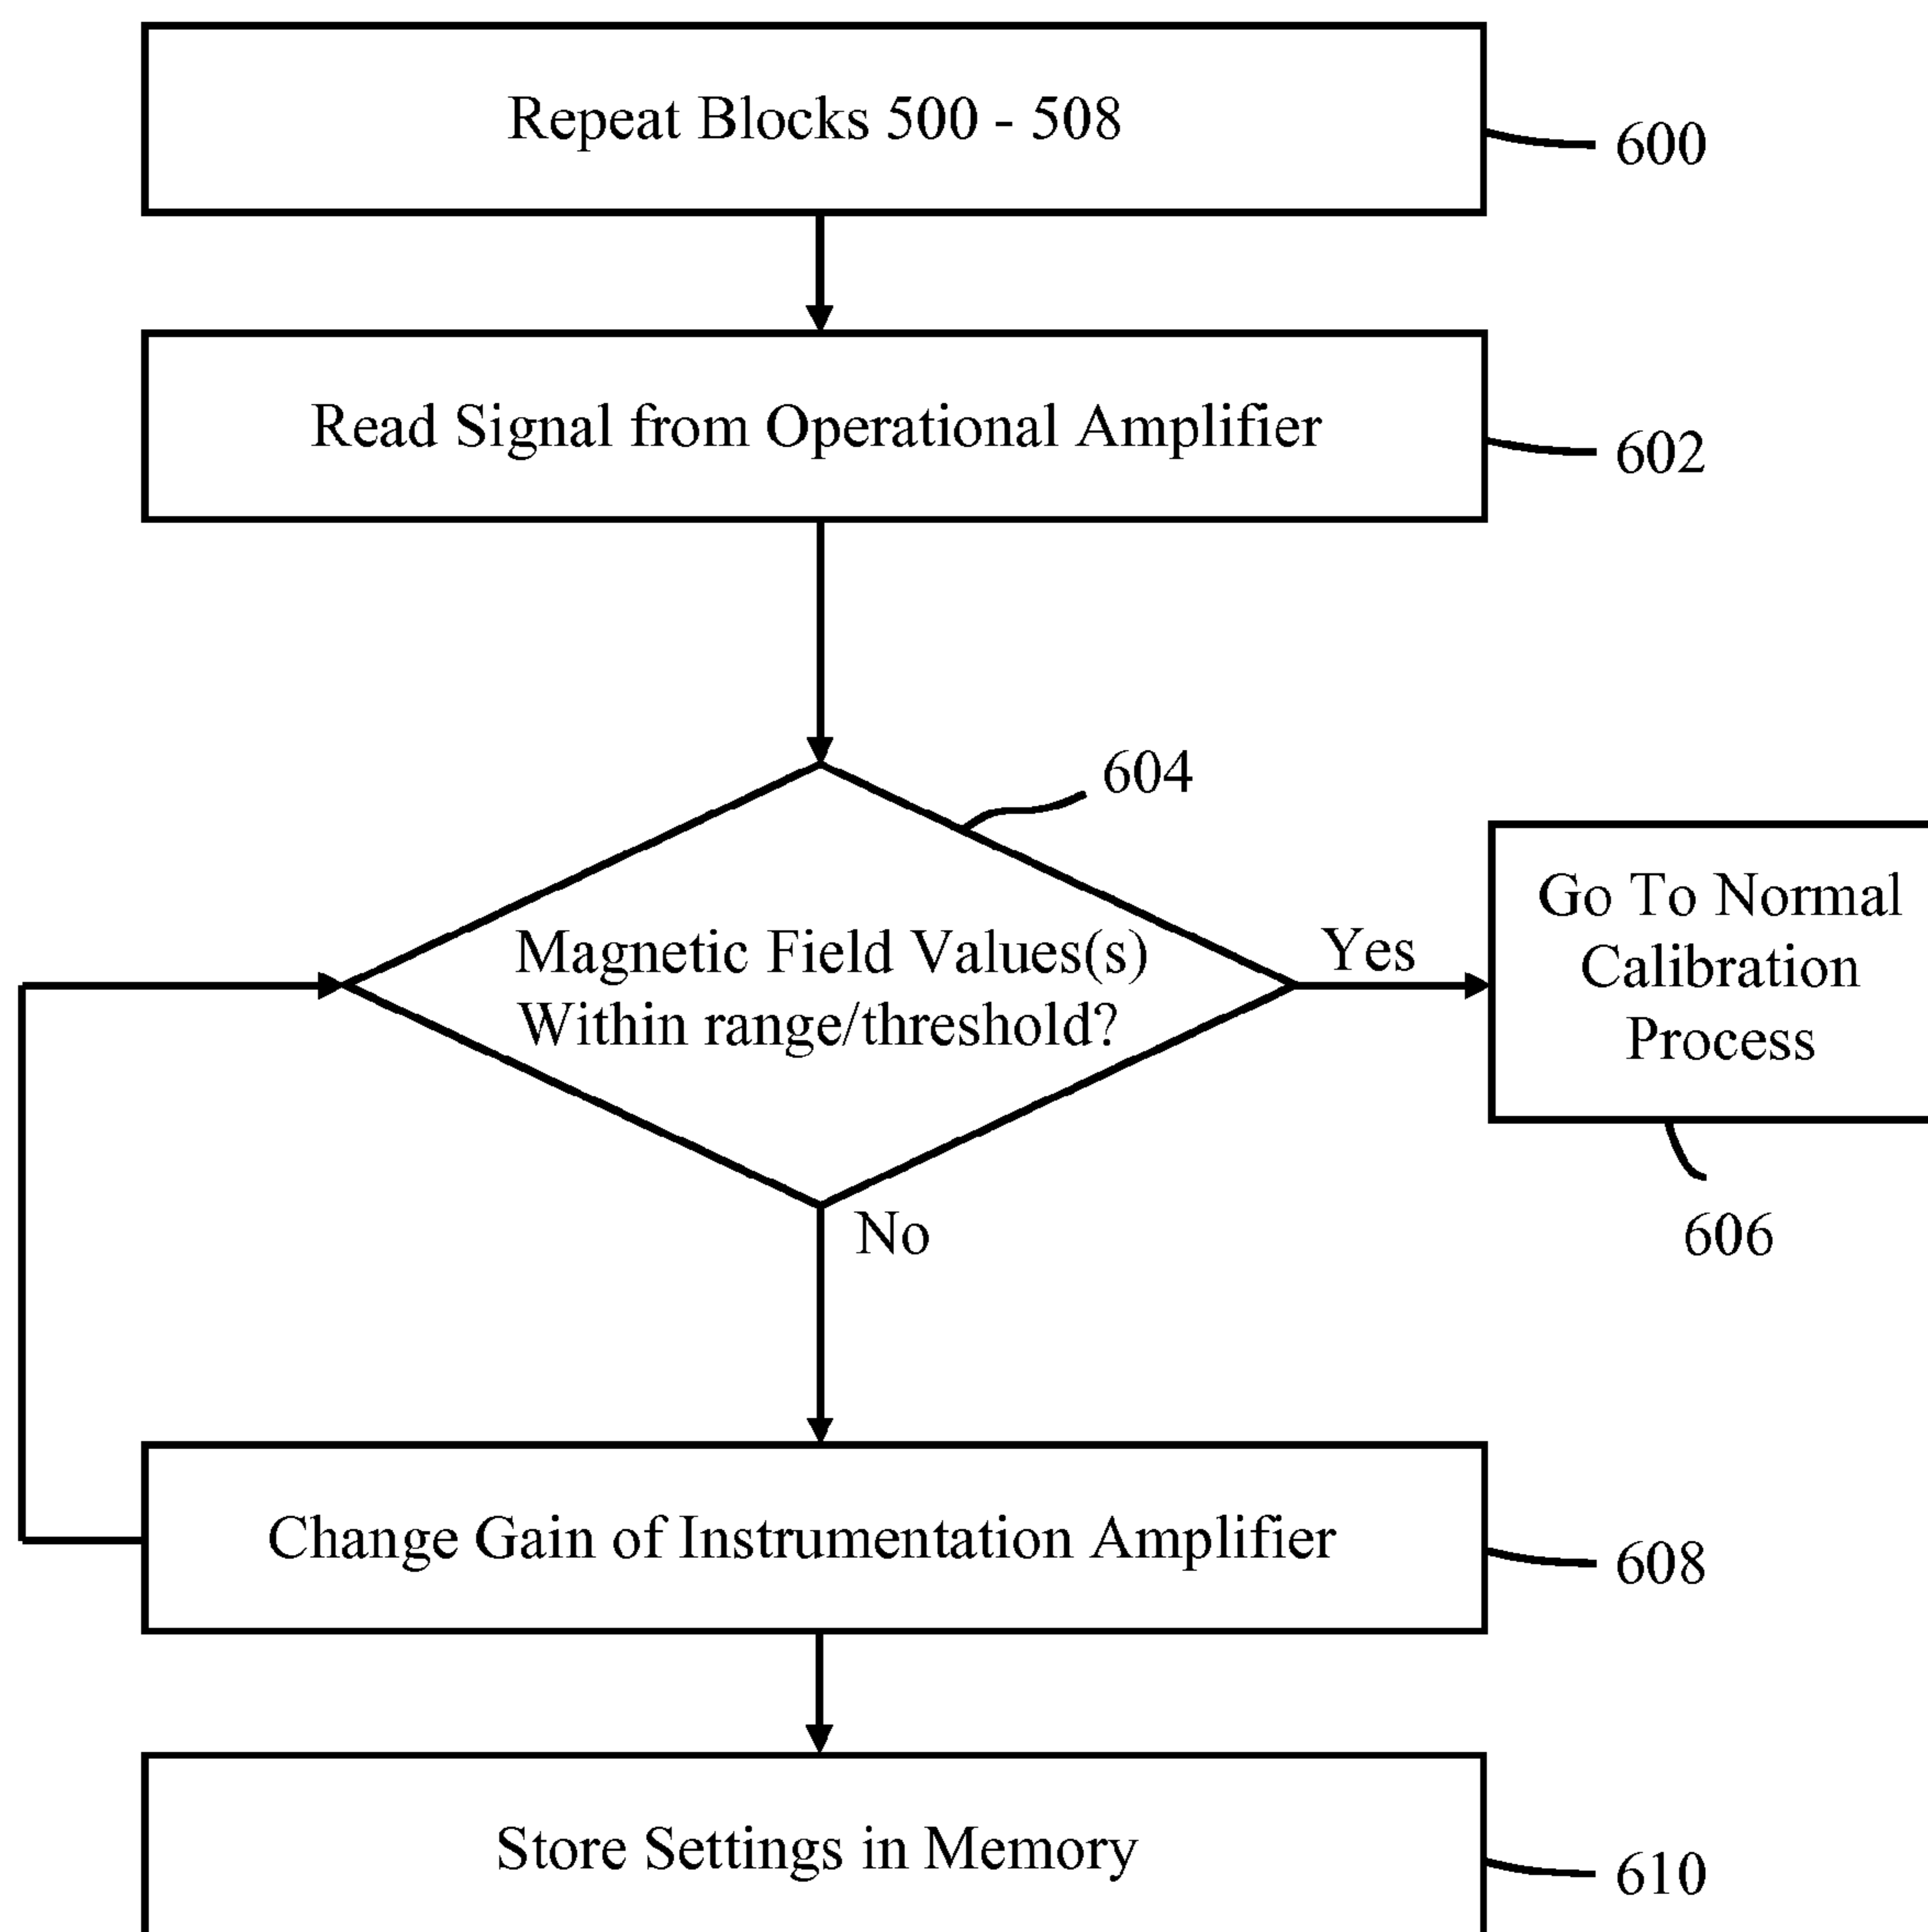 Repeat Blocks 500 - 508
600
Read Signal from Operational Amplifier
602
604
Magnetic Field Values(s)
Within range/threshold?
Yes
Go To Normal
Calibration
Process
606
No
Change Gain of Instrumentation Amplifier
608
Store Settings in Memory
610